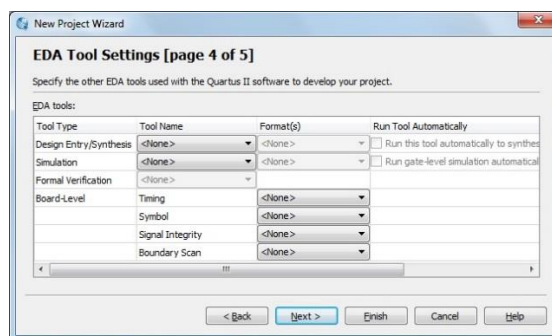 New Project Wizard
EDA Tool Settings [page 4 of 5]
Specify the other EDA tools used with the Quartus II software to develop your project.
EDA tools:
Tool Type Tool Name Format(s) Run Tool Automatically
Design Entry/Synthesis <None> <None> Run this tool automatically to synthes
Simulation <None> <None> Run gate-level simulation automatical
Formal Verification <None>
Board-Level Timing <None>
Symbol <None>
Signal Integrity <None>
Boundary Scan <None>
< Back Next > Finish Cancel Help